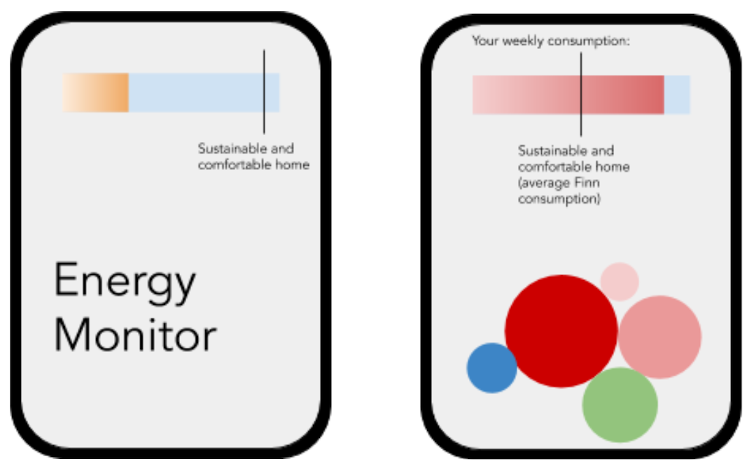 Sustainable and
comfortable home
Energy
Monitor
Your weekly consumption:
Sustainable and
comfortable home
(average Finn
consumption)